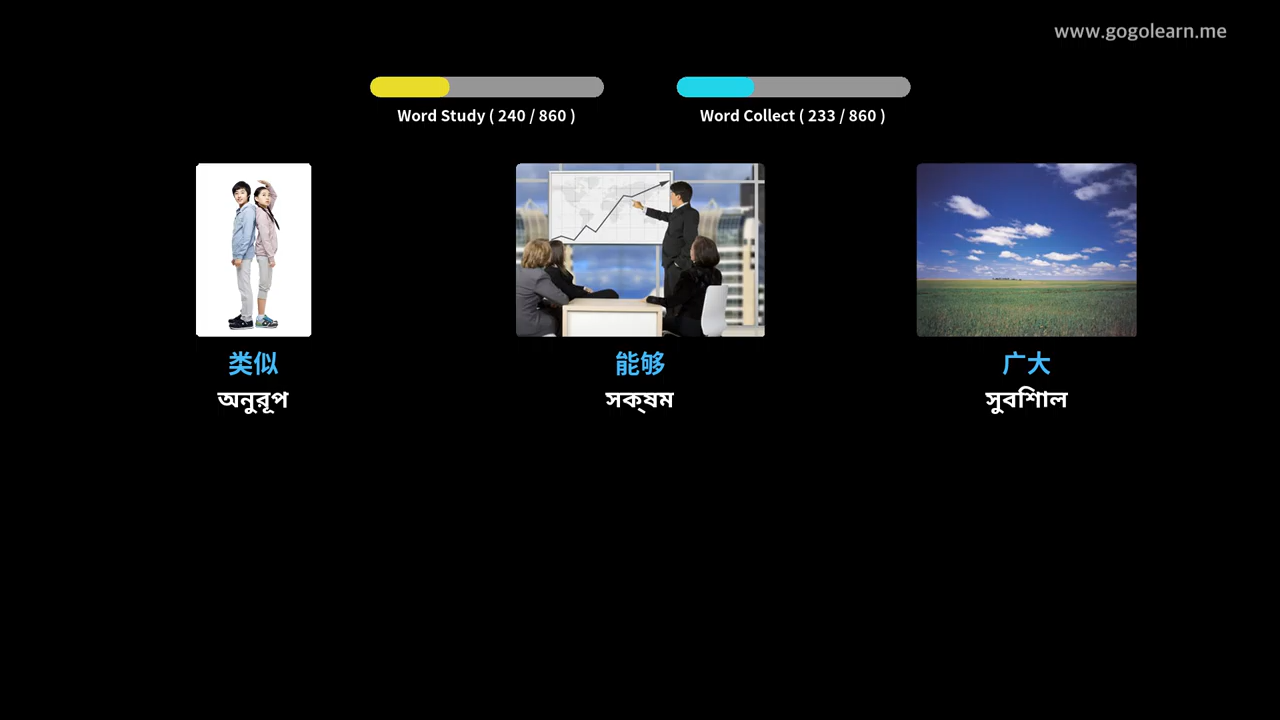 www.gogolearn.me
Word Study ( 240 / 860 )
Word Collect ( 233 / 860 )
类似
能够
广大
অনুরূপ
সক্ষম
সুবিশাল